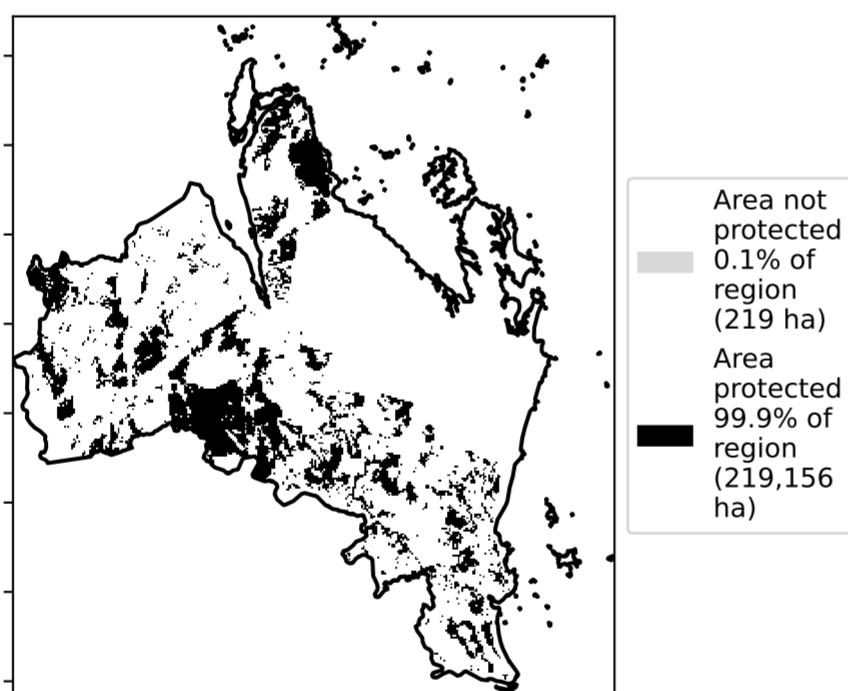 Area not
protected
0.1% of
region
(219 ha)
Area
protected
99.9% of
region
(219,156
ha)